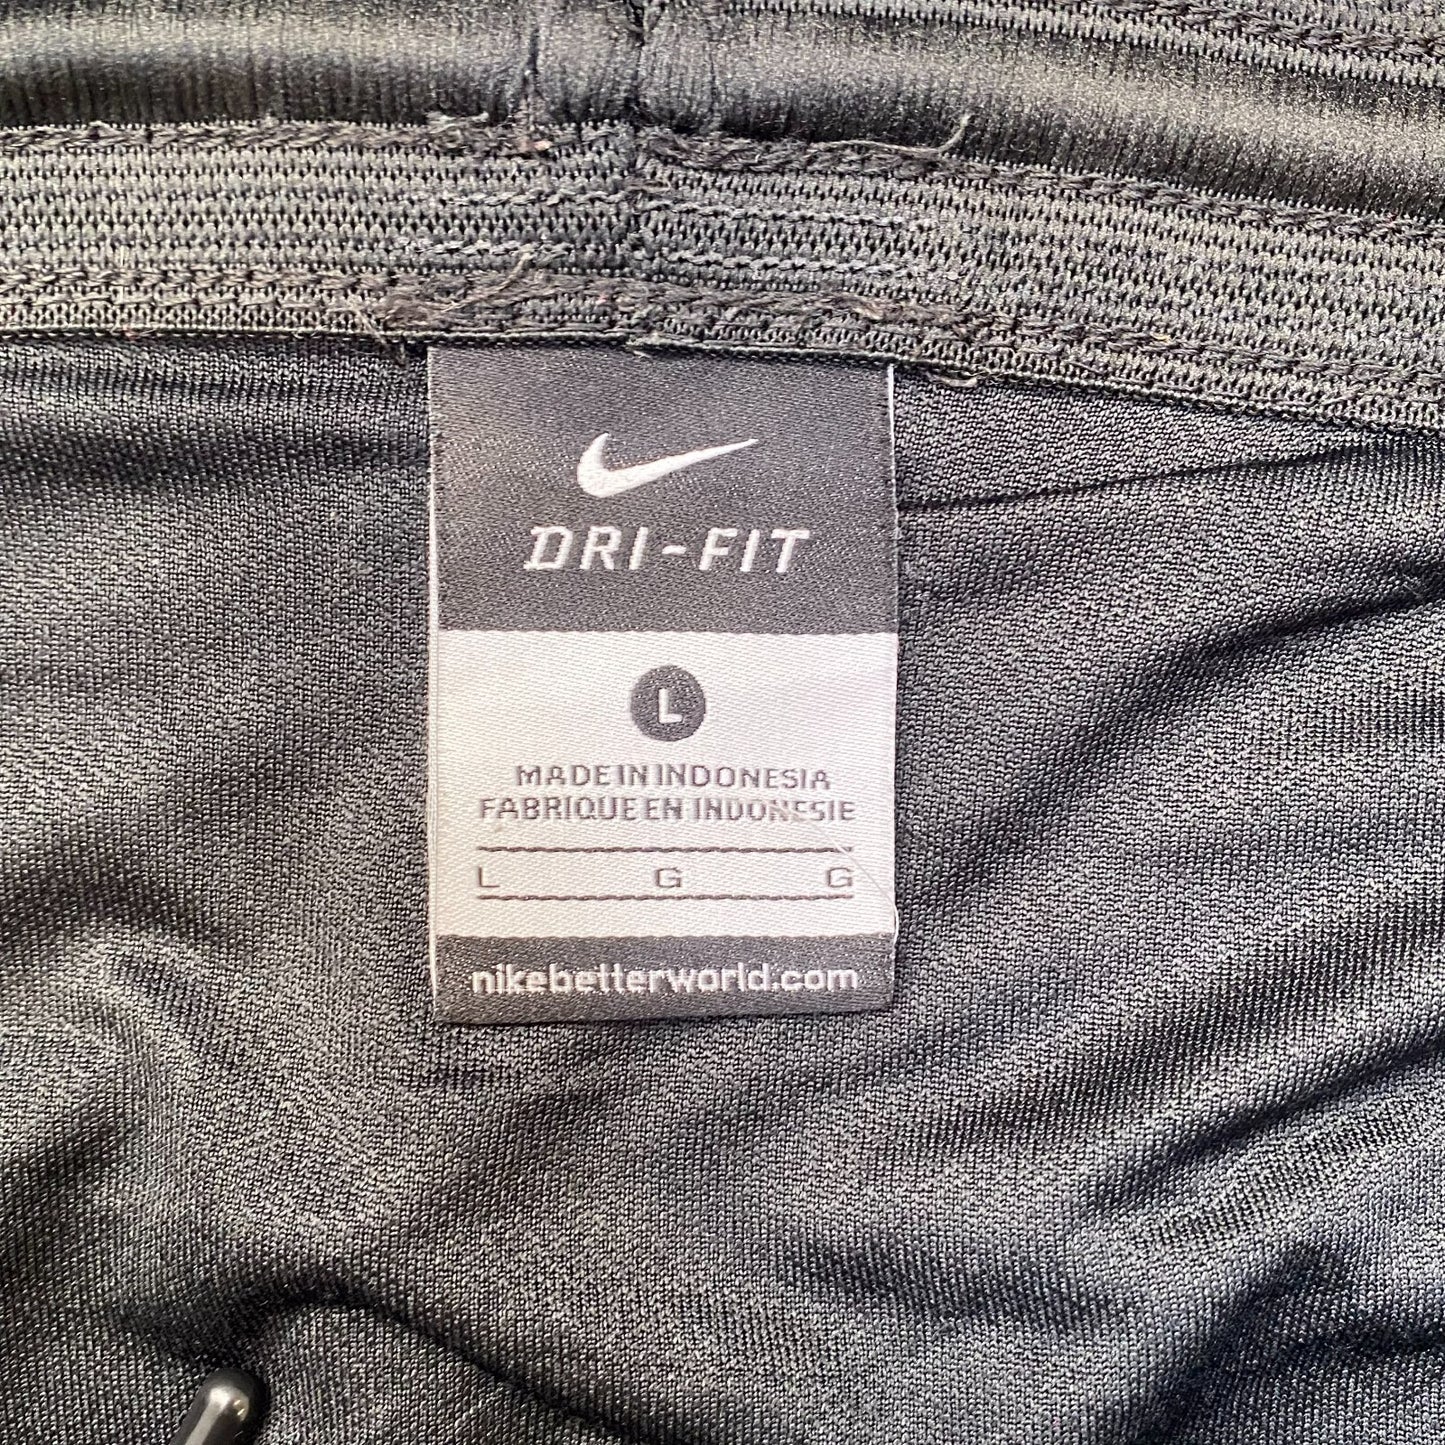 DRI-FIT
L
MADE IN INDONESIA
FABRIQUE EN INDONESIE
L G G
nikebetterworld.com